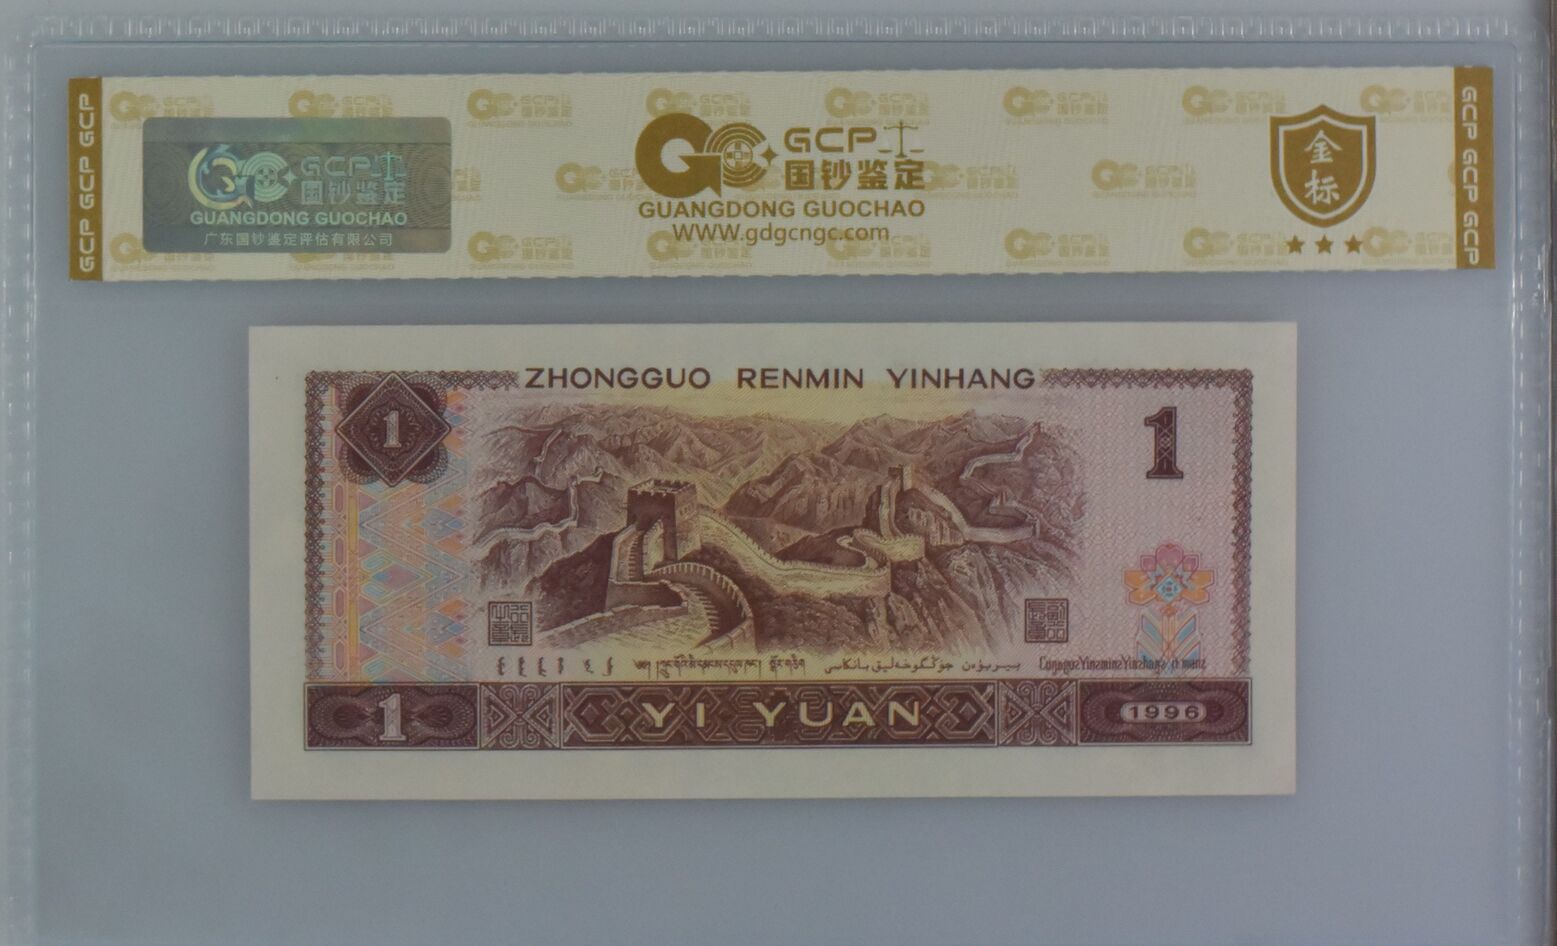 GCP GCP GCP
GCP
国钞鉴定
GUANGDONG GUOCHAO
广东国钞鉴定评估有限公司
GCP
国钞鉴定
GUANGDONG GUOCHAO
WWW.gdgcngc.com
金标
GCP GCP GCP
ZHONGGUO RENMIN YINHANG
1
1
1
YI YUAN
1996